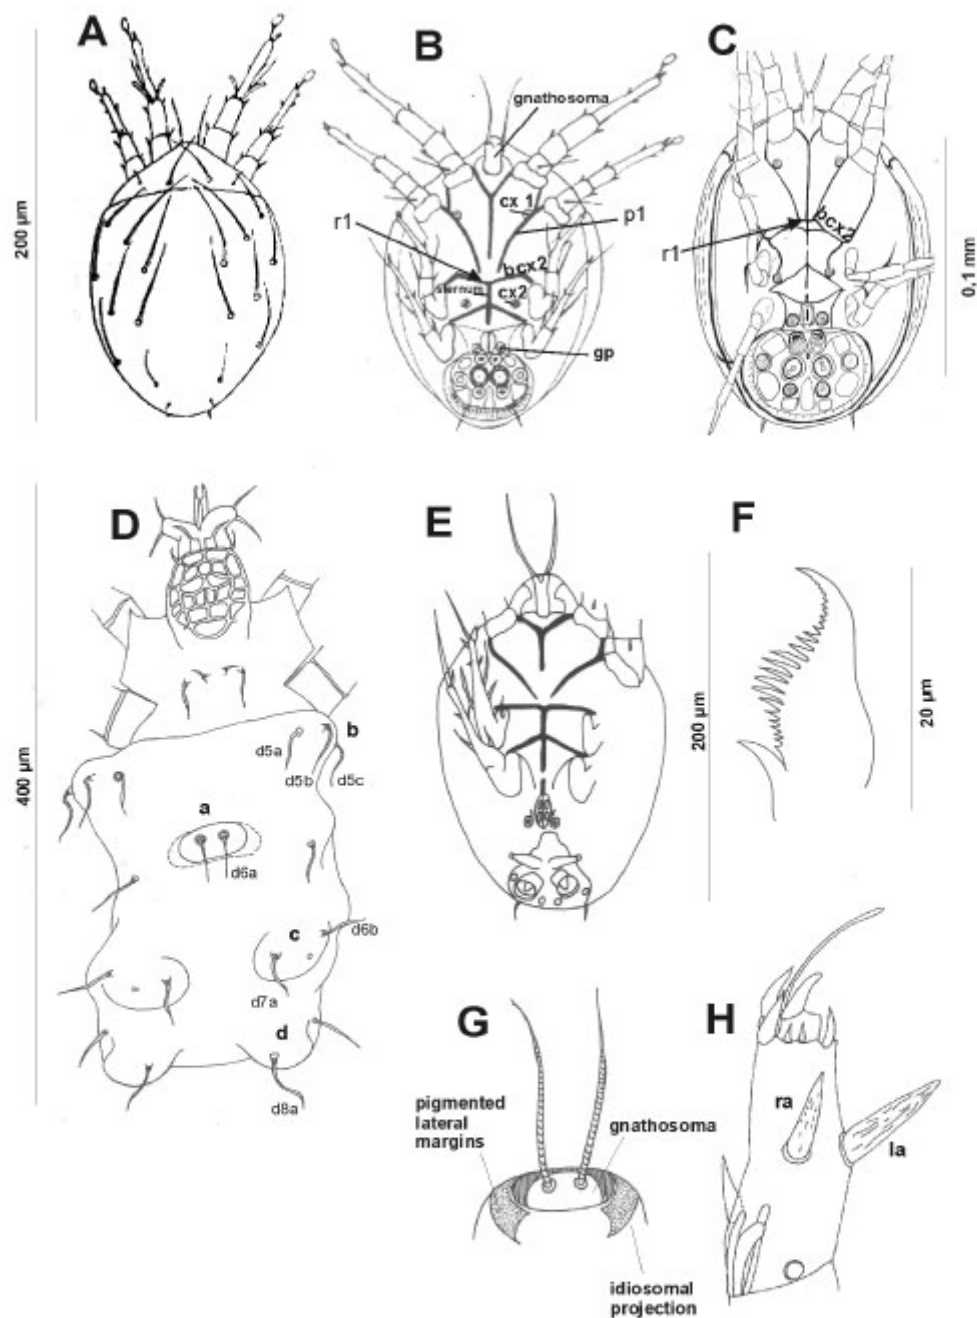 A
B
C
gnathosoma
cx 1
p1
r1
bcx2
sternum
cx2
gp
bcx2
r1
200 µm
0,1 mm
D
E
F
b
d5a
d5b
d5c
a
d6a
c
d6b
d7a
d
d8a
400 µm
200 µm
20 µm
G
H
pigmented
lateral
margins
gnathosoma
idiosomal
projection
ra
la